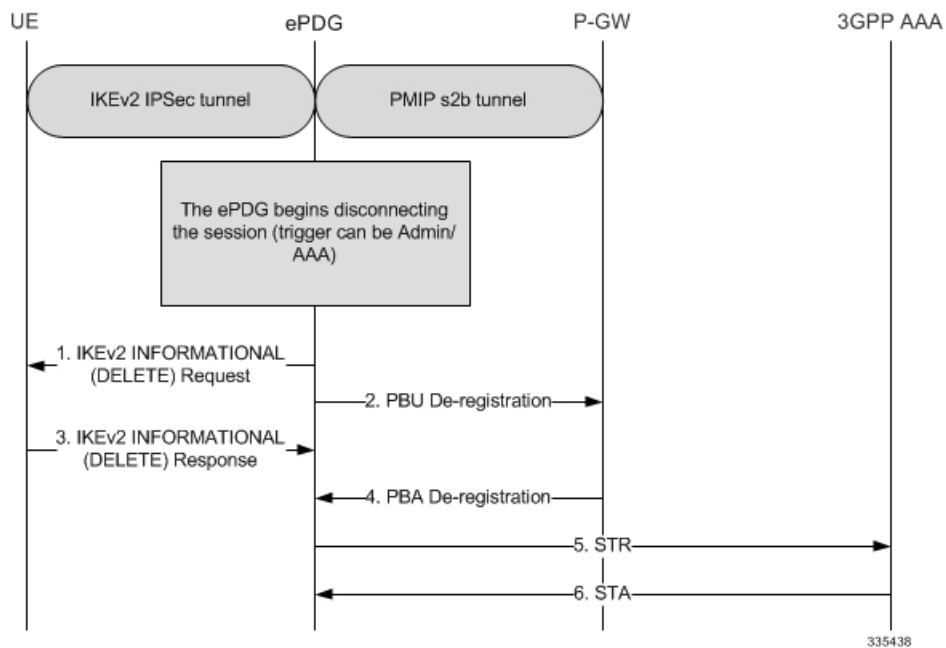 UE
ePDG
P-GW
3GPP AAA
IKEv2 IPSec tunnel
PMIP s2b tunnel
The ePDG begins disconnecting
the session (trigger can be Admin/
AAA)
1. IKEv2 INFORMATIONAL
(DELETE) Request
2. PBU De-registration
3. IKEv2 INFORMATIONAL
(DELETE) Response
4. PBA De-registration
5. STR
6. STA
335438